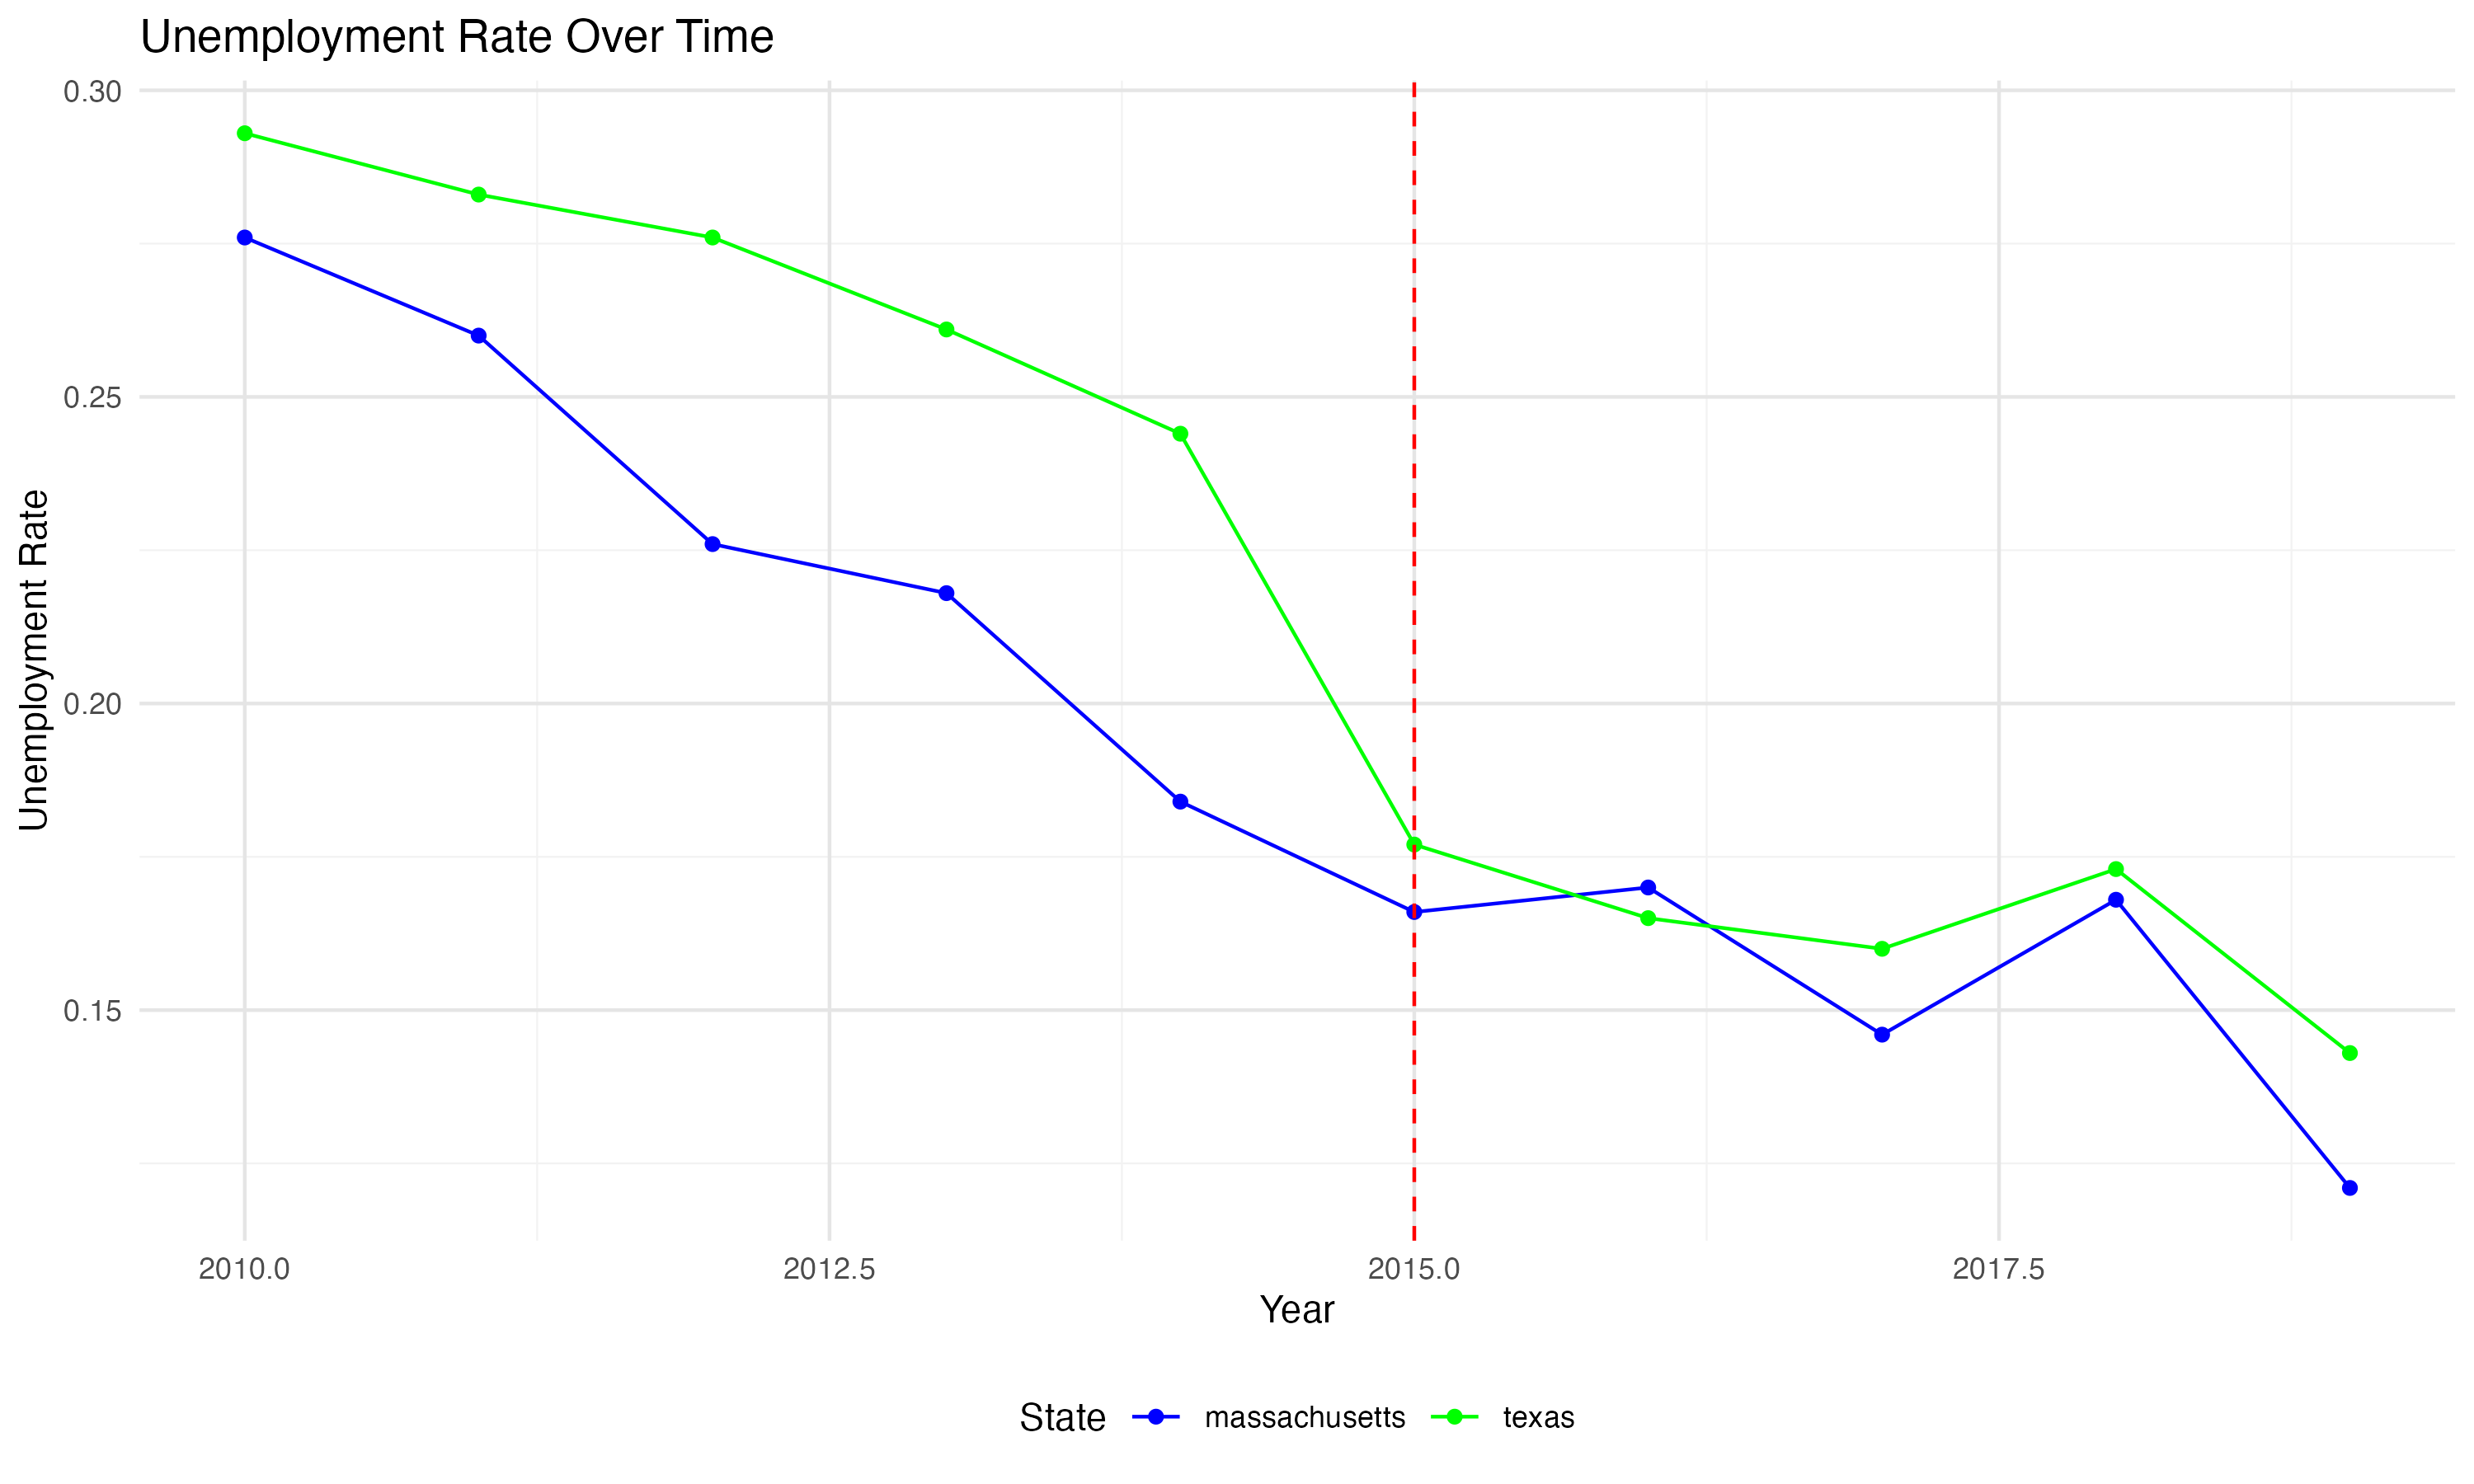 Unemployment Rate Over Time
0.30
0.25
0.20
0.15
Unemployment Rate
2010.0 2012.5 2015.0 2017.5
Year
State massachusetts texas